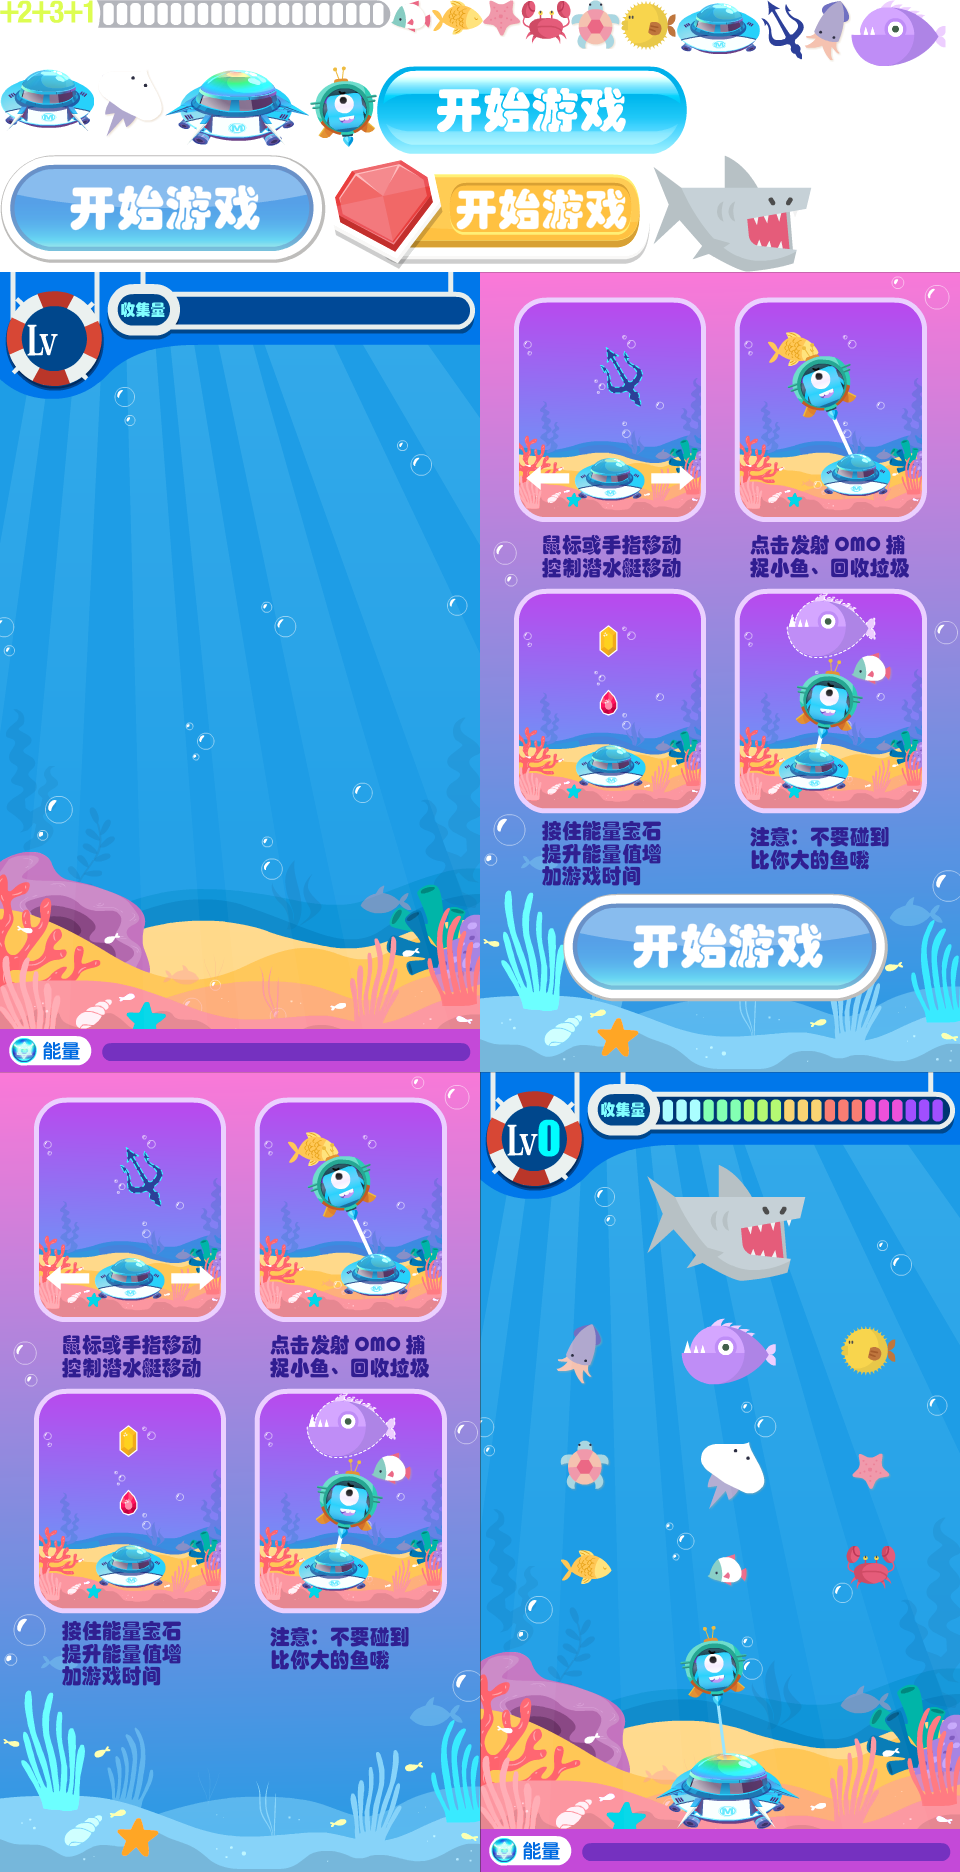 +2+3+1
开始游戏
开始游戏
开始游戏
Lv
收集量
能量
鼠标或手指移动
控制潜水艇移动
点击发射 OMO 捕
捉小鱼、回收垃圾
接住能量宝石
提升能量值增
加游戏时间
注意：不要碰到
比你大的鱼哦
开始游戏
鼠标或手指移动
控制潜水艇移动
点击发射 OMO 捕
捉小鱼、回收垃圾
接住能量宝石
提升能量值增
加游戏时间
注意：不要碰到
比你大的鱼哦
Lv0
收集量
能量